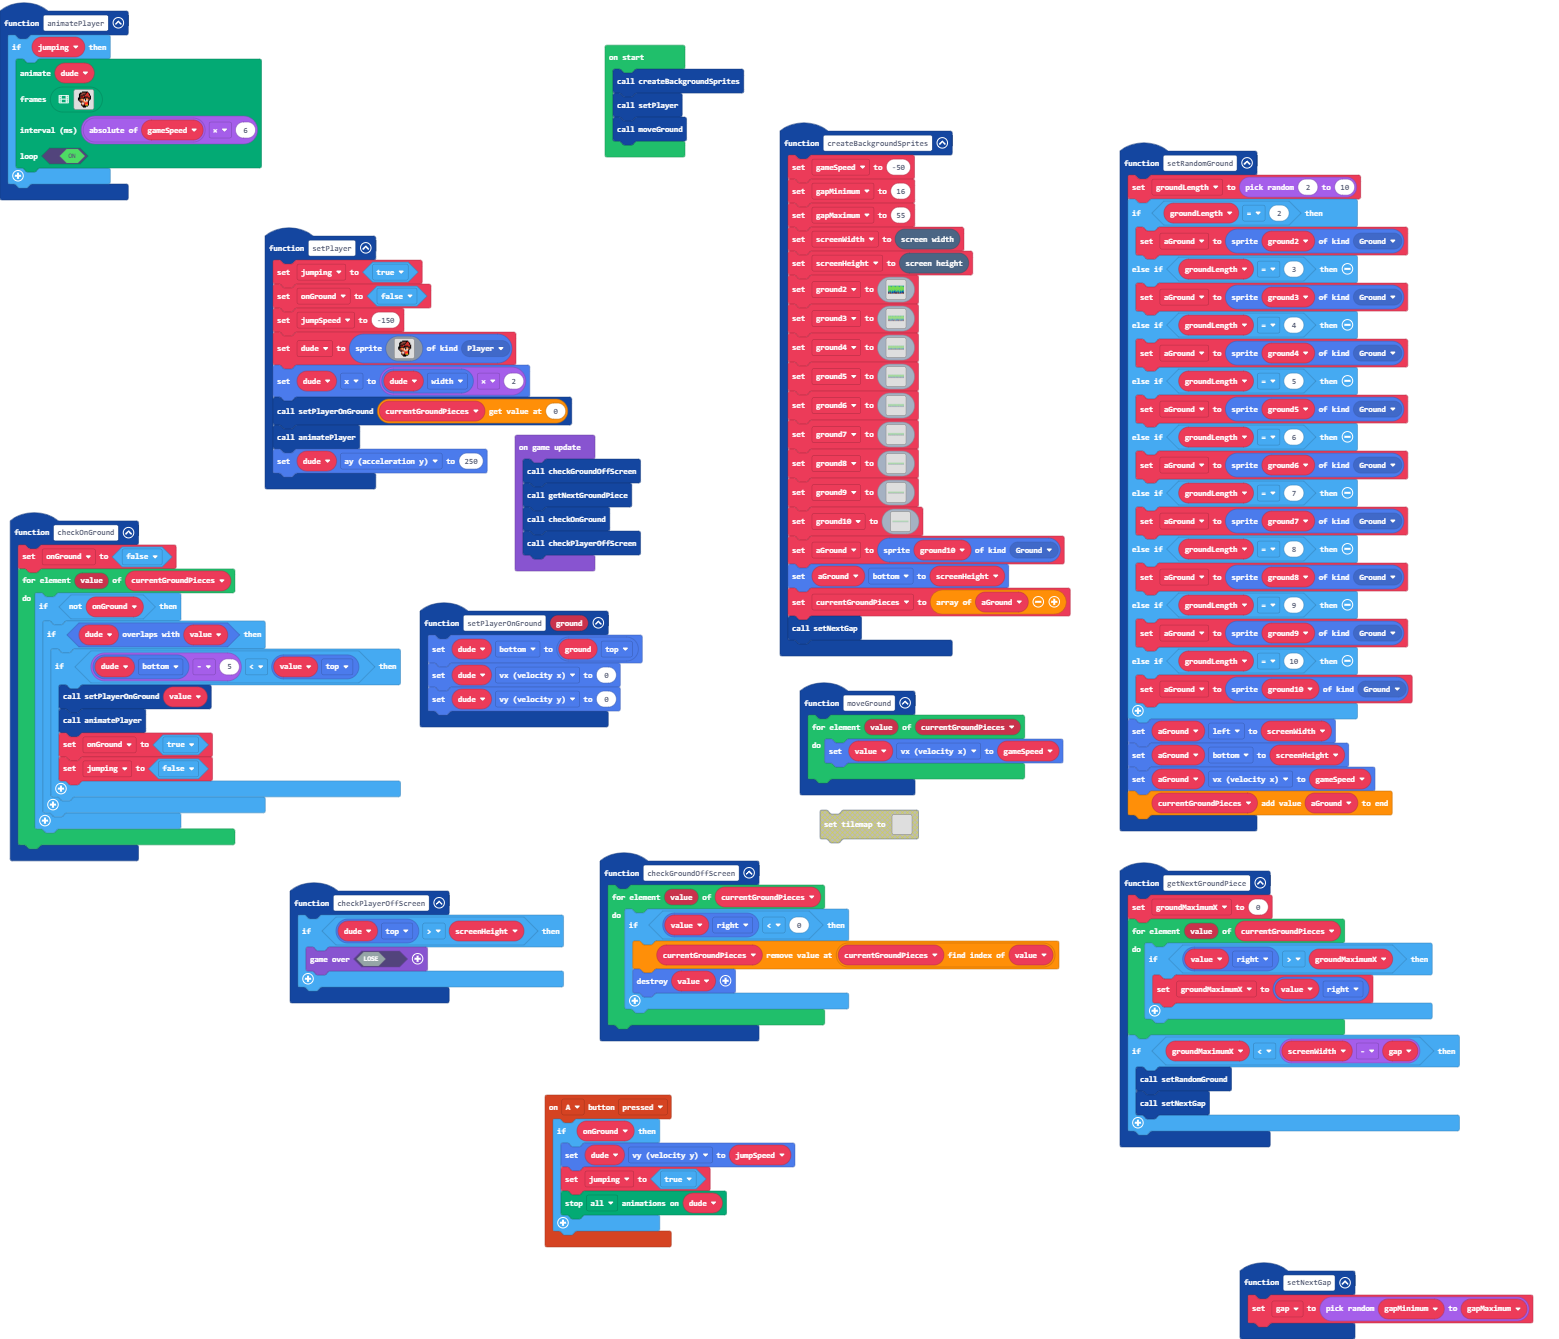 function animatePlayer
if jumping then
animate dude
frames
interval (ms) absolute of gameSpeed × 6
loop ON
on start
call createBackgroundSprites
call setPlayer
call moveGround
function setPlayer
set jumping to true
set onGround to false
set jumpSpeed to -150
set dude to sprite of kind Player
set dude x to dude width × 2
call setPlayerOnGround currentGroundPieces get value at 0
call animatePlayer
set dude ay (acceleration y) to 250
on game update
call checkGroundOffScreen
call getNextGroundPiece
call checkOnGround
call checkPlayerOffScreen
function checkOnGround
set onGround to false
for element value of currentGroundPieces
do
if not onGround then
if dude overlaps with value then
if dude bottom - 5 < value top then
call setPlayerOnGround value
call animatePlayer
set onGround to true
set jumping to false
function setPlayerOnGround ground
set dude bottom to ground top
set dude vx (velocity x) to 0
set dude vy (velocity y) to 0
function createBackgroundSprites
set gameSpeed to -50
set gapMinimum to 16
set gapMaximum to 55
set screenWidth to screen width
set screenHeight to screen height
set ground2 to
set ground3 to
set ground4 to
set ground5 to
set ground6 to
set ground7 to
set ground8 to
set ground9 to
set ground10 to
set aGround to sprite ground10 of kind Ground
set aGround bottom to screenHeight
set currentGroundPieces to array of aGround
call setNextGap
function moveGround
for element value of currentGroundPieces
do set value vx (velocity x) to gameSpeed
set tilemap to
function setRandomGround
set groundLength to pick random 2 to 10
if groundLength = 2 then
set aGround to sprite ground2 of kind Ground
else if groundLength = 3 then
set aGround to sprite ground3 of kind Ground
else if groundLength = 4 then
set aGround to sprite ground4 of kind Ground
else if groundLength = 5 then
set aGround to sprite ground5 of kind Ground
else if groundLength = 6 then
set aGround to sprite ground6 of kind Ground
else if groundLength = 7 then
set aGround to sprite ground7 of kind Ground
else if groundLength = 8 then
set aGround to sprite ground8 of kind Ground
else if groundLength = 9 then
set aGround to sprite ground9 of kind Ground
else if groundLength = 10 then
set aGround to sprite ground10 of kind Ground
set aGround left to screenWidth
set aGround bottom to screenHeight
set aGround vx (velocity x) to gameSpeed
currentGroundPieces add value aGround to end
function checkPlayerOffScreen
if dude top > screenHeight then
game over LOSE
function checkGroundOffScreen
for element value of currentGroundPieces
do
if value right < 0 then
currentGroundPieces remove value at currentGroundPieces find index of value
destroy value
function getNextGroundPiece
set groundMaximumX to 0
for element value of currentGroundPieces
do
if value right > groundMaximumX then
set groundMaximumX to value right
if groundMaximumX < screenWidth - gap then
call setRandomGround
call setNextGap
on A button pressed
if onGround then
set dude vy (velocity y) to jumpSpeed
set jumping to true
stop all animations on dude
function setNextGap
set gap to pick random gapMinimum to gapMaximum